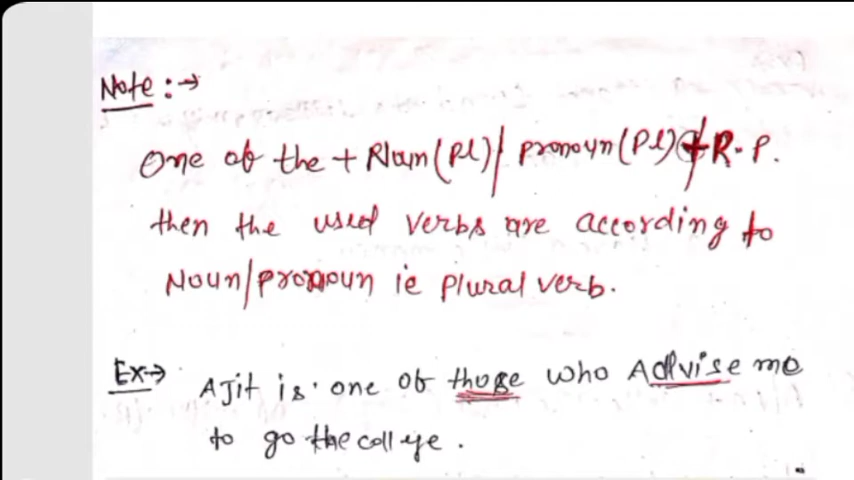 Note :→
One of the + Noun (Pl) / pronoun (Pl) + R.P.
then the used verbs are according to
Noun/pronoun ie plural verb.
Ex→ AJit is one of those who Advise me
to go the collye.